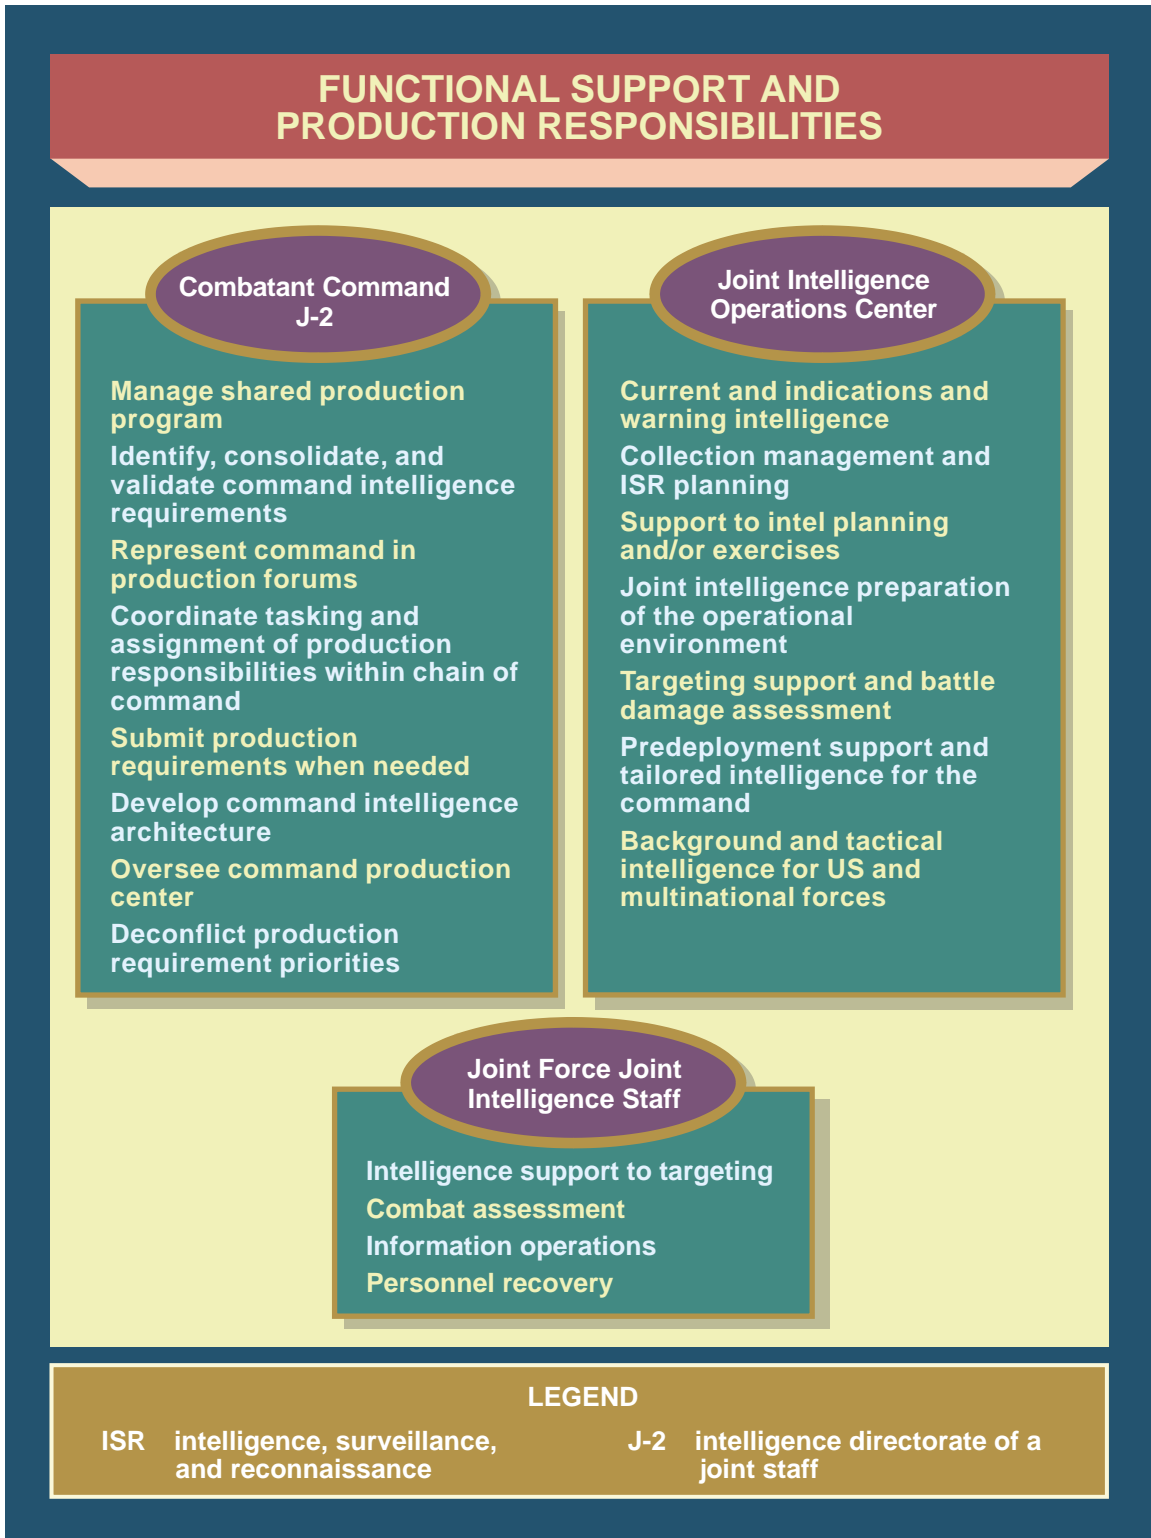 FUNCTIONAL SUPPORT AND
PRODUCTION RESPONSIBILITIES
Combatant Command
J-2
Manage shared production
program
Identify, consolidate, and
validate command intelligence
requirements
Represent command in
production forums
Coordinate tasking and
assignment of production
responsibilities within chain of
command
Submit production
requirements when needed
Develop command intelligence
architecture
Oversee command production
center
Deconflict production
requirement priorities
Joint Intelligence
Operations Center
Current and indications and
warning intelligence
Collection management and
ISR planning
Support to intel planning
and/or exercises
Joint intelligence preparation
of the operational
environment
Targeting support and battle
damage assessment
Predeployment support and
tailored intelligence for the
command
Background and tactical
intelligence for US and
multinational forces
Joint Force Joint
Intelligence Staff
Intelligence support to targeting
Combat assessment
Information operations
Personnel recovery
LEGEND
ISR intelligence, surveillance,
and reconnaissance
J-2 intelligence directorate of a
joint staff